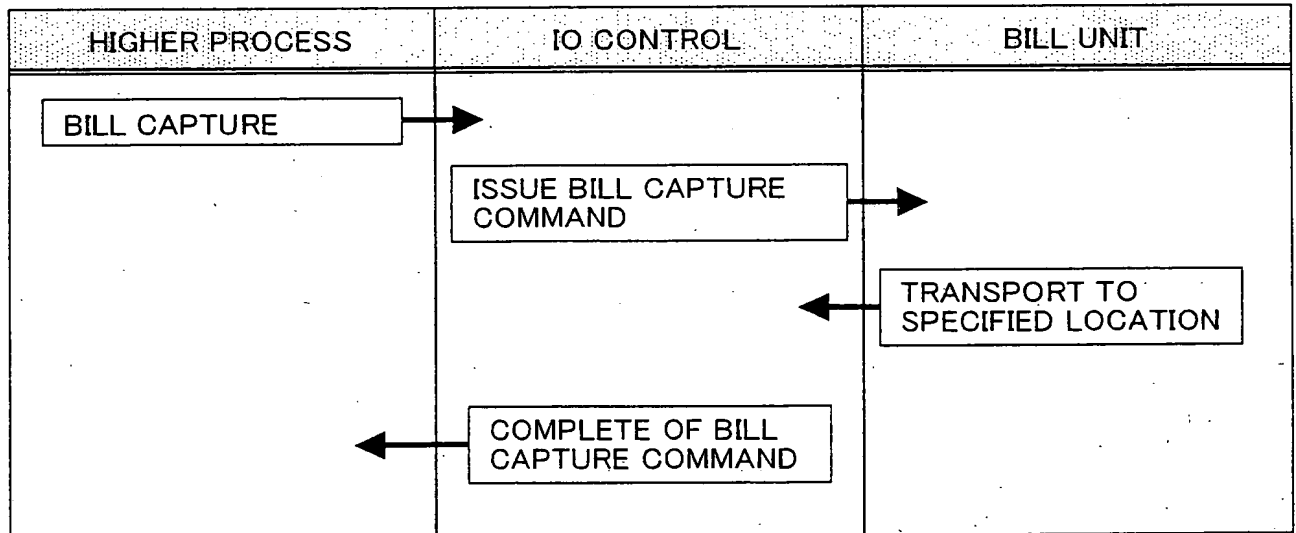 HIGHER PROCESS
IO CONTROL
BILL UNIT
BILL CAPTURE
ISSUE BILL CAPTURE
COMMAND
TRANSPORT TO
SPECIFIED LOCATION
COMPLETE OF BILL
CAPTURE COMMAND